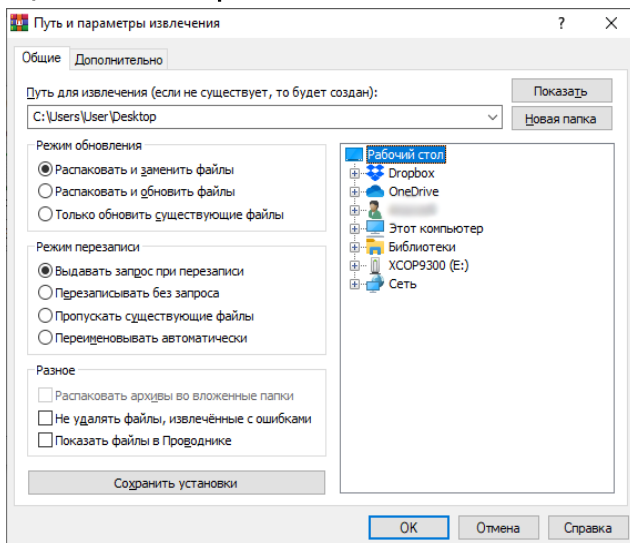 Путь и параметры извлечения
Общие
Дополнительно
Путь для извлечения (если не существует, то будет создан):
Показать
C:\Users\User\Desktop
Новая папка
Режим обновления
Распаковать и заменить файлы
Распаковать и обновить файлы
Только обновить существующие файлы
Режим перезаписи
Выдавать запрос при перезаписи
Перезаписывать без запроса
Пропускать существующие файлы
Переименовывать автоматически
Разное
Распаковать архивы во вложенные папки
Не удалять файлы, извлечённые с ошибками
Показать файлы в Проводнике
Сохранить установки
Рабочий стол
Dropbox
OneDrive
Этот компьютер
Библиотеки
XCOP9300 (E:)
Сеть
OK
Отмена
Справка